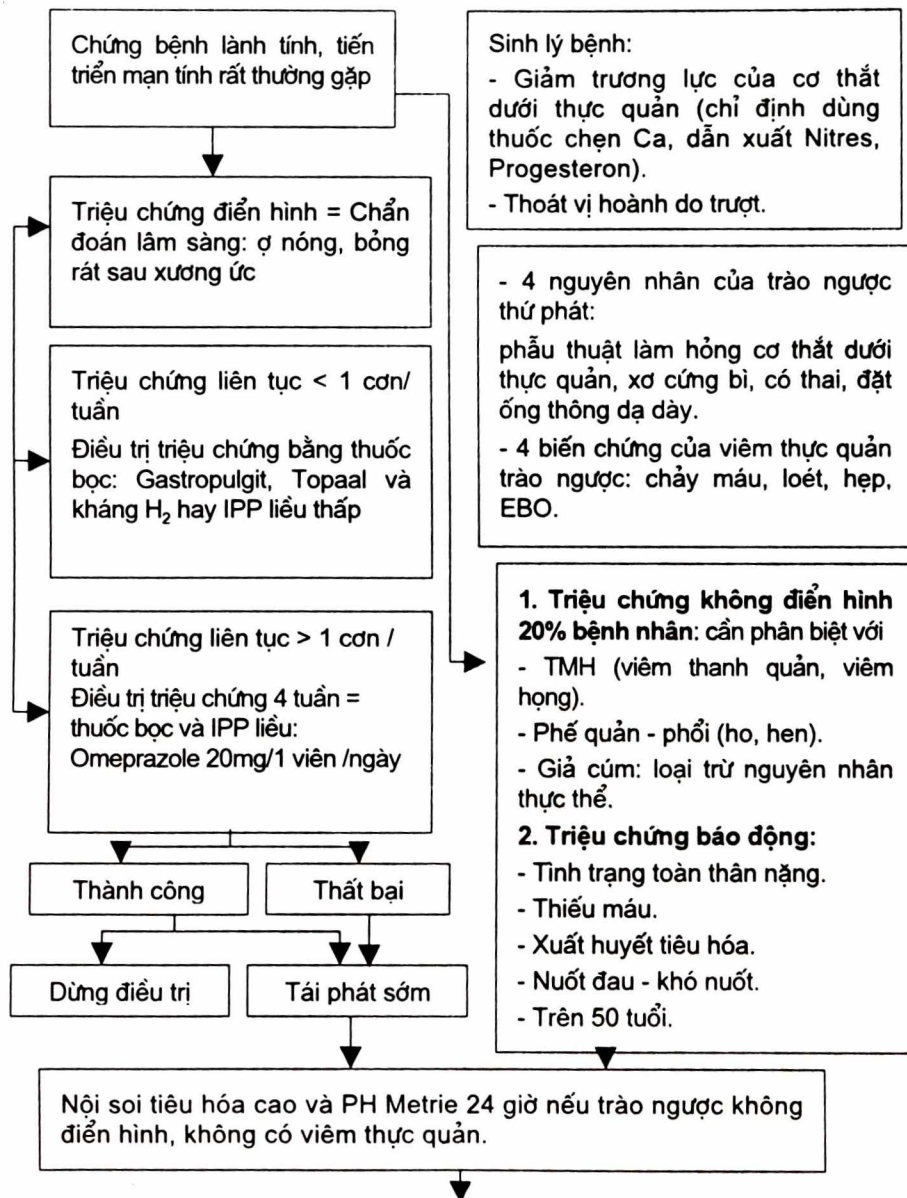 Chứng bệnh lành tính, tiến
triển mạn tính rất thường gặp
Sinh lý bệnh:
- Giảm trương lực của cơ thắt
dưới thực quản (chỉ định dùng
thuốc chẹn Ca, dẫn xuất Nitres,
Progesteron).
- Thoát vị hoành do trượt.
Triệu chứng điển hình = Chẩn
đoán lâm sàng: ợ nóng, bỏng
rát sau xương ức
- 4 nguyên nhân của trào ngược
thứ phát:
phẫu thuật làm hỏng cơ thắt dưới
thực quản, xơ cứng bì, có thai, đặt
ống thông dạ dày.
- 4 biến chứng của viêm thực quản
trào ngược: chảy máu, loét, hẹp,
EBO.
Triệu chứng liên tục < 1 cơn/
tuần
Điều trị triệu chứng bằng thuốc
bọc: Gastropulgit, Topaal và
kháng H₂ hay IPP liều thấp
Triệu chứng liên tục > 1 cơn /
tuần
Điều trị triệu chứng 4 tuần =
thuốc bọc và IPP liều:
Omeprazole 20mg/1 viên /ngày
1. Triệu chứng không điển hình
20% bệnh nhân: cần phân biệt với
- TMH (viêm thanh quản, viêm
họng).
- Phế quản - phổi (ho, hen).
- Giả cúm: loại trừ nguyên nhân
thực thể.
2. Triệu chứng báo động:
- Tình trạng toàn thân nặng.
- Thiếu máu.
- Xuất huyết tiêu hóa.
- Nuốt đau - khó nuốt.
- Trên 50 tuổi.
Thành công
Thất bại
Dừng điều trị
Tái phát sớm
Nội soi tiêu hóa cao và PH Metrie 24 giờ nếu trào ngược không
điển hình, không có viêm thực quản.